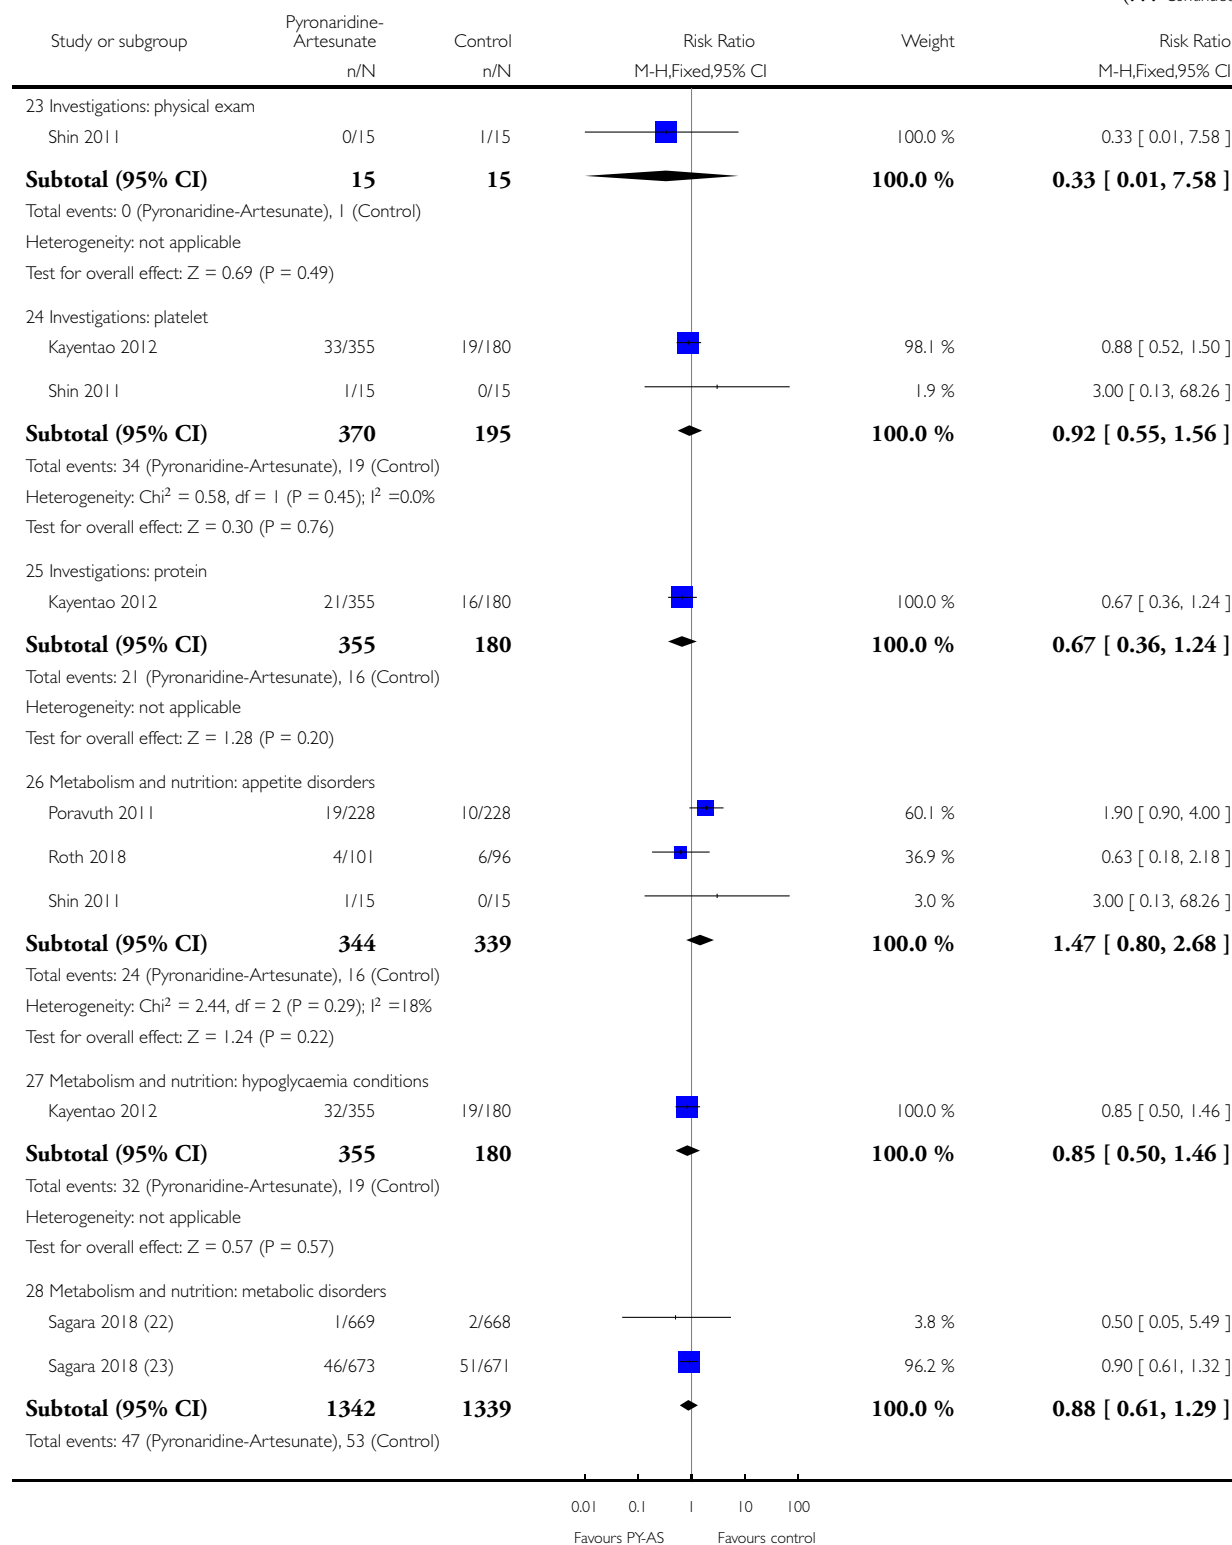 Study or subgroup Pyronaridine-Artesunate Control Risk Ratio Weight Risk Ratio
n/N n/N M-H,Fixed,95% CI M-H,Fixed,95% CI
23 Investigations: physical exam
Shin 2011 0/15 1/15 100.0 % 0.33 [ 0.01, 7.58 ]
Subtotal (95% CI) 15 15 100.0 % 0.33 [ 0.01, 7.58 ]
Total events: 0 (Pyronaridine-Artesunate), 1 (Control)
Heterogeneity: not applicable
Test for overall effect: Z = 0.69 (P = 0.49)
24 Investigations: platelet
Kayentao 2012 33/355 19/180 98.1 % 0.88 [ 0.52, 1.50 ]
Shin 2011 1/15 0/15 1.9 % 3.00 [ 0.13, 68.26 ]
Subtotal (95% CI) 370 195 100.0 % 0.92 [ 0.55, 1.56 ]
Total events: 34 (Pyronaridine-Artesunate), 19 (Control)
Heterogeneity: Chi² = 0.58, df = 1 (P = 0.45); I² =0.0%
Test for overall effect: Z = 0.30 (P = 0.76)
25 Investigations: protein
Kayentao 2012 21/355 16/180 100.0 % 0.67 [ 0.36, 1.24 ]
Subtotal (95% CI) 355 180 100.0 % 0.67 [ 0.36, 1.24 ]
Total events: 21 (Pyronaridine-Artesunate), 16 (Control)
Heterogeneity: not applicable
Test for overall effect: Z = 1.28 (P = 0.20)
26 Metabolism and nutrition: appetite disorders
Poravuth 2011 19/228 10/228 60.1 % 1.90 [ 0.90, 4.00 ]
Roth 2018 4/101 6/96 36.9 % 0.63 [ 0.18, 2.18 ]
Shin 2011 1/15 0/15 3.0 % 3.00 [ 0.13, 68.26 ]
Subtotal (95% CI) 344 339 100.0 % 1.47 [ 0.80, 2.68 ]
Total events: 24 (Pyronaridine-Artesunate), 16 (Control)
Heterogeneity: Chi² = 2.44, df = 2 (P = 0.29); I² =18%
Test for overall effect: Z = 1.24 (P = 0.22)
27 Metabolism and nutrition: hypoglycaemia conditions
Kayentao 2012 32/355 19/180 100.0 % 0.85 [ 0.50, 1.46 ]
Subtotal (95% CI) 355 180 100.0 % 0.85 [ 0.50, 1.46 ]
Total events: 32 (Pyronaridine-Artesunate), 19 (Control)
Heterogeneity: not applicable
Test for overall effect: Z = 0.57 (P = 0.57)
28 Metabolism and nutrition: metabolic disorders
Sagara 2018 (22) 1/669 2/668 3.8 % 0.50 [ 0.05, 5.49 ]
Sagara 2018 (23) 46/673 51/671 96.2 % 0.90 [ 0.61, 1.32 ]
Subtotal (95% CI) 1342 1339 100.0 % 0.88 [ 0.61, 1.29 ]
Total events: 47 (Pyronaridine-Artesunate), 53 (Control)
0.01 0.1 1 10 100
Favours PY-AS Favours control